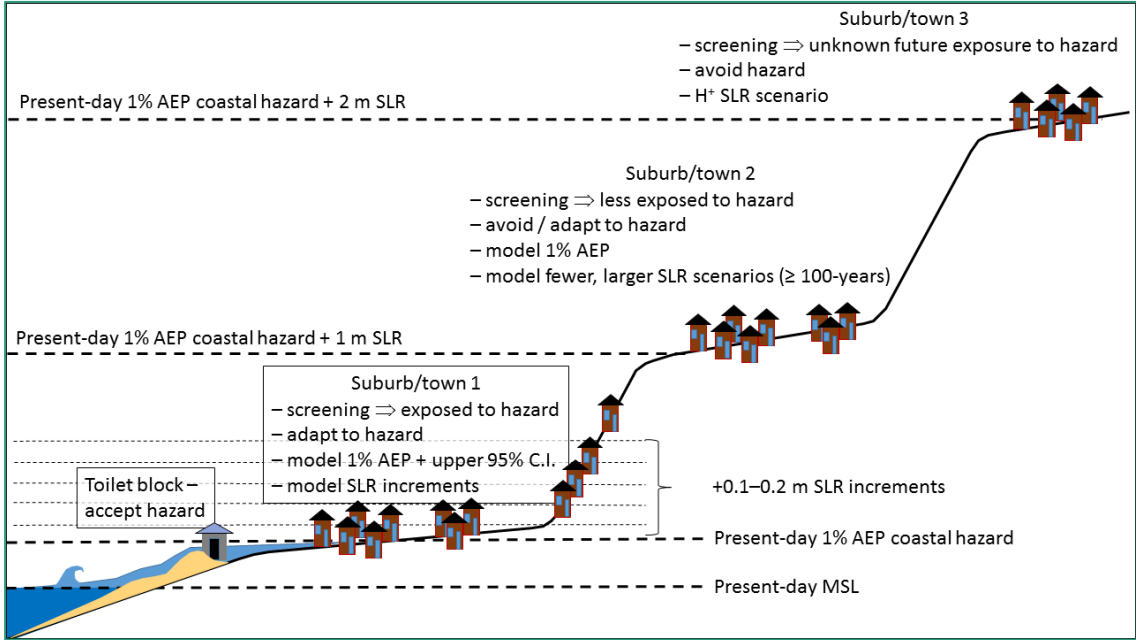 Suburb/town 3
– screening ⇒ unknown future exposure to hazard
– avoid hazard
– H⁺ SLR scenario
Present-day 1% AEP coastal hazard + 2 m SLR
Suburb/town 2
– screening ⇒ less exposed to hazard
– avoid / adapt to hazard
– model 1% AEP
– model fewer, larger SLR scenarios (≥ 100-years)
Present-day 1% AEP coastal hazard + 1 m SLR
Suburb/town 1
– screening ⇒ exposed to hazard
– adapt to hazard
– model 1% AEP + upper 95% C.I.
– model SLR increments
Toilet block –
accept hazard
+0.1–0.2 m SLR increments
Present-day 1% AEP coastal hazard
Present-day MSL